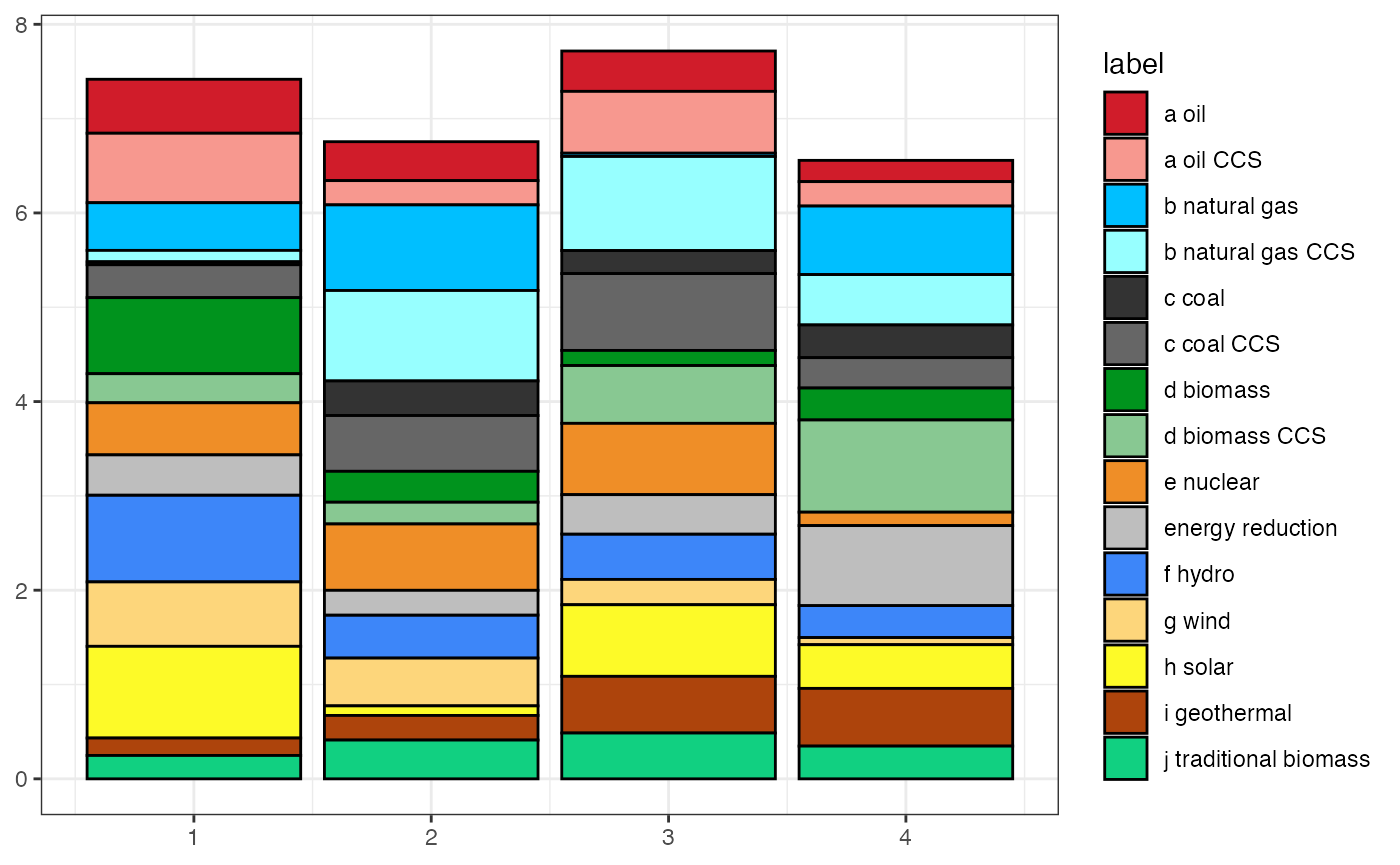 8
6
4
2
0
1
2
3
4
label
a oil
a oil CCS
b natural gas
b natural gas CCS
c coal
c coal CCS
d biomass
d biomass CCS
e nuclear
energy reduction
f hydro
g wind
h solar
i geothermal
j traditional biomass